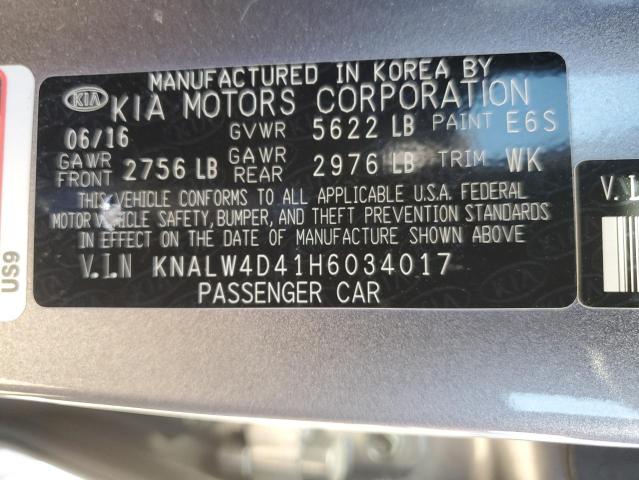 MANUFACTURED IN KOREA BY
KIA KIA MOTORS CORPORATION
06/16 GVWR 5622 LB PAINT E6S
GAWR FRONT 2756 LB GAWR REAR 2976 LB TRIM WK
THIS VEHICLE CONFORMS TO ALL APPLICABLE U.S.A. FEDERAL
MOTOR VEHICLE SAFETY, BUMPER, AND THEFT PREVENTION STANDARDS
IN EFFECT ON THE DATE OF MANUFACTURE SHOWN ABOVE
V.I.N KNALW4D41H6034017
PASSENGER CAR
US9